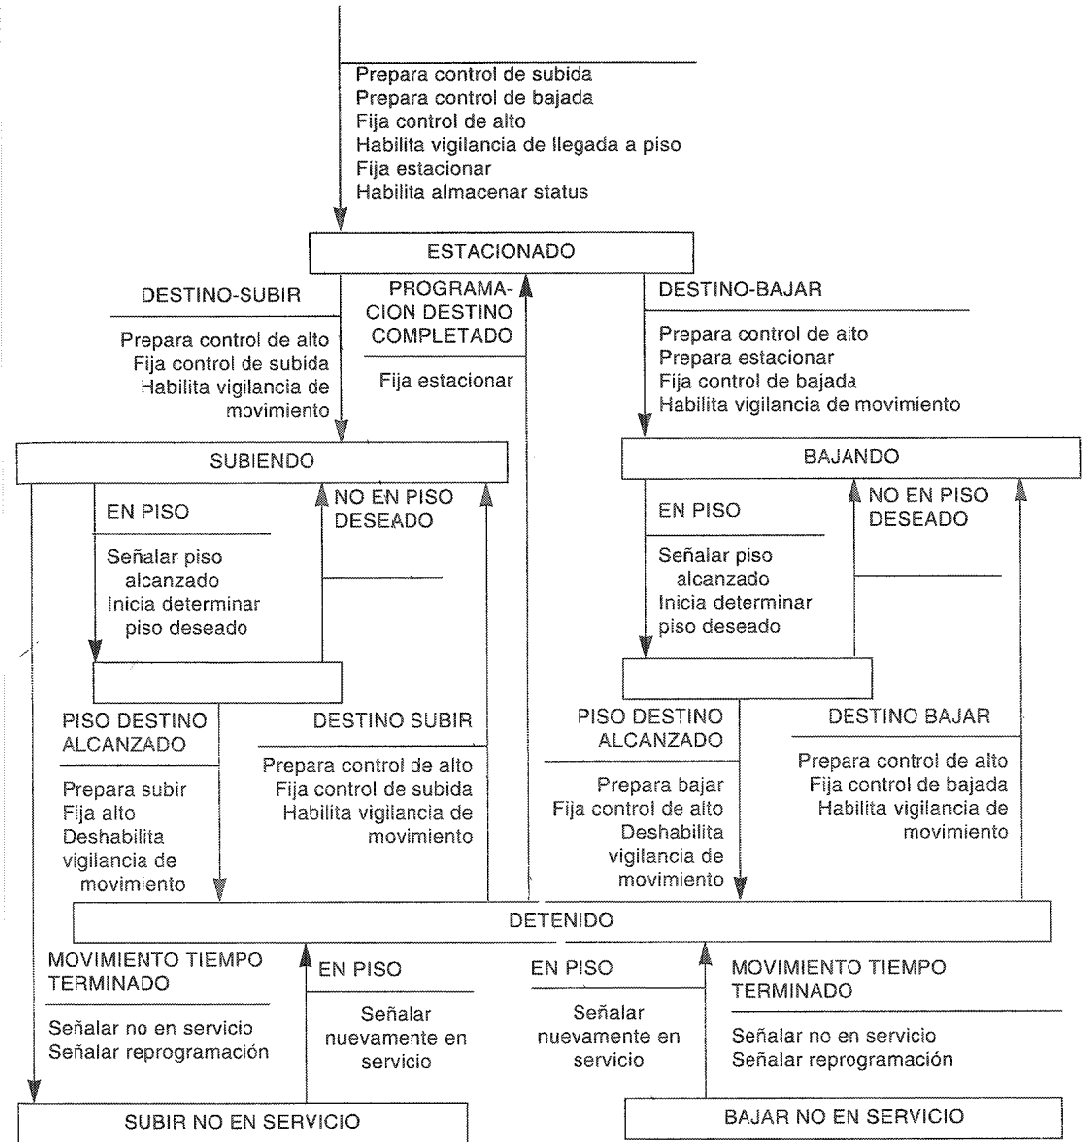 Prepara control de subida
Prepara control de bajada
Fija control de alto
Habilita vigilancia de llegada a piso
Fija estacionar
Habilita almacenar status
ESTACIONADO
DESTINO-SUBIR
Prepara control de alto
Fija control de subida
Habilita vigilancia de
movimiento
PROGRAMA-
CION DESTINO
COMPLETADO
Fija estacionar
DESTINO-BAJAR
Prepara control de alto
Prepara estacionar
Fija control de bajada
Habilita vigilancia de movimiento
SUBIENDO
BAJANDO
EN PISO
Señalar piso
alcanzado
Inicia determinar
piso deseado
NO EN PISO
DESEADO
EN PISO
Señalar piso
alcanzado
Inicia determinar
piso deseado
NO EN PISO
DESEADO
PISO DESTINO
ALCANZADO
Prepara subir
Fija alto
Deshabilita
vigilancia de
movimiento
DESTINO SUBIR
Prepara control de alto
Fija control de subida
Habilita vigilancia de
movimiento
PISO DESTINO
ALCANZADO
Prepara bajar
Fija control de alto
Deshabilita
vigilancia de
movimiento
DESTINO BAJAR
Prepara control de alto
Fija control de bajada
Habilita vigilancia de
movimiento
DETENIDO
MOVIMIENTO TIEMPO
TERMINADO
Señalar no en servicio
Señalar reprogramación
EN PISO
Señalar
nuevamente en
servicio
EN PISO
Señalar
nuevamente en
servicio
MOVIMIENTO TIEMPO
TERMINADO
Señalar no en servicio
Señalar reprogramación
SUBIR NO EN SERVICIO
BAJAR NO EN SERVICIO